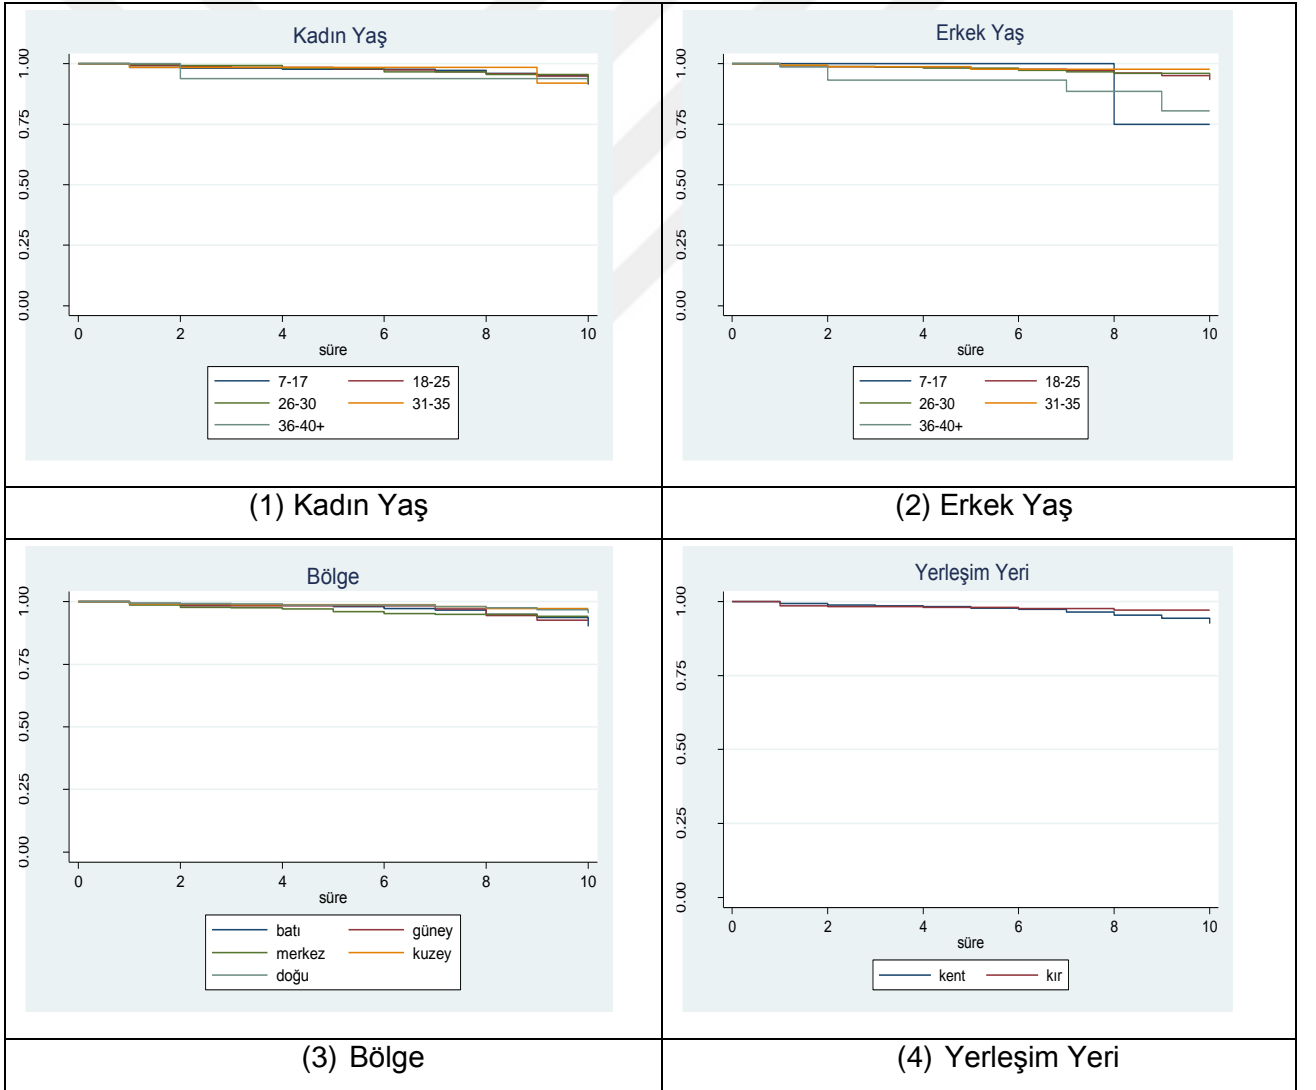 Kadın Yaş
1.00
0.75
0.50
0.25
0.00
0 2 4 6 8 10
süre
7-17 18-25
26-30 31-35
36-40+
(1) Kadın Yaş
Erkek Yaş
1.00
0.75
0.50
0.25
0.00
0 2 4 6 8 10
süre
7-17 18-25
26-30 31-35
36-40+
(2) Erkek Yaş
Bölge
1.00
0.75
0.50
0.25
0.00
0 2 4 6 8 10
süre
batı güney
merkez kuzey
doğu
(3) Bölge
Yerleşim Yeri
1.00
0.75
0.50
0.25
0.00
0 2 4 6 8 10
süre
kent kır
(4) Yerleşim Yeri